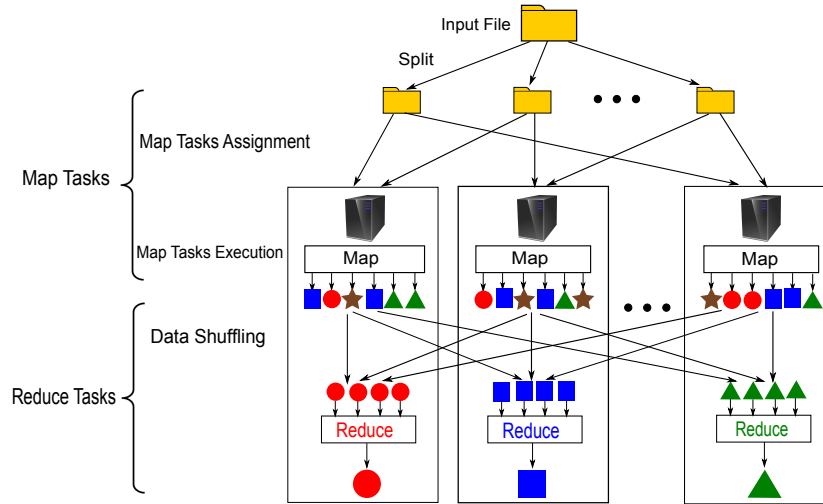 Input File
Split
Map Tasks Assignment
Map Tasks
Map Tasks Execution
Map
Map
Map
Data Shuffling
Reduce Tasks
Reduce
Reduce
Reduce